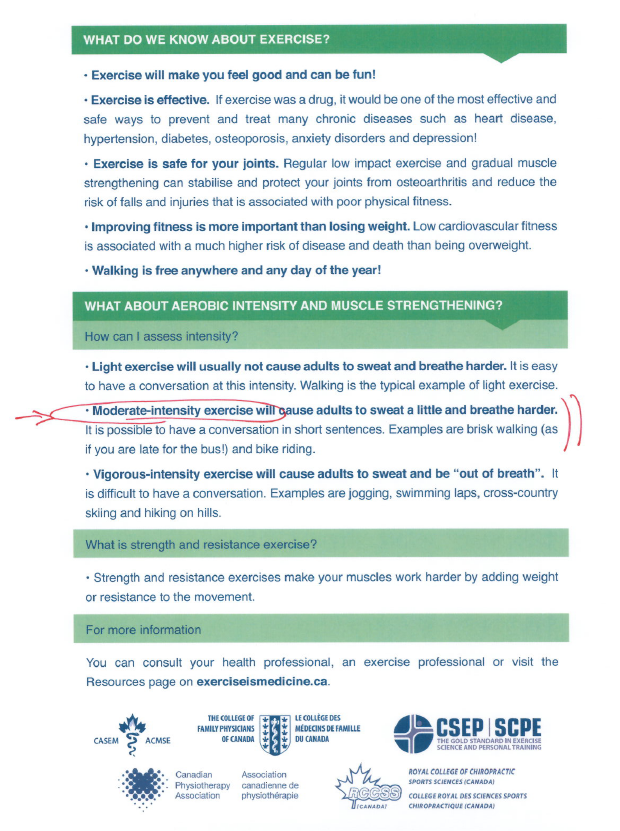 WHAT DO WE KNOW ABOUT EXERCISE?
• Exercise will make you feel good and can be fun!
• Exercise is effective. If exercise was a drug, it would be one of the most effective and
safe ways to prevent and treat many chronic diseases such as heart disease,
hypertension, diabetes, osteoporosis, anxiety disorders and depression!
• Exercise is safe for your joints. Regular low impact exercise and gradual muscle
strengthening can stabilise and protect your joints from osteoarthritis and reduce the
risk of falls and injuries that is associated with poor physical fitness.
• Improving fitness is more important than losing weight. Low cardiovascular fitness
is associated with a much higher risk of disease and death than being overweight.
• Walking is free anywhere and any day of the year!
WHAT ABOUT AEROBIC INTENSITY AND MUSCLE STRENGTHENING?
How can I assess intensity?
• Light exercise will usually not cause adults to sweat and breathe harder. It is easy
to have a conversation at this intensity. Walking is the typical example of light exercise.
• Moderate-intensity exercise will cause adults to sweat a little and breathe harder.
It is possible to have a conversation in short sentences. Examples are brisk walking (as
if you are late for the bus!) and bike riding.
• Vigorous-intensity exercise will cause adults to sweat and be “out of breath”. It
is difficult to have a conversation. Examples are jogging, swimming laps, cross-country
skiing and hiking on hills.
What is strength and resistance exercise?
• Strength and resistance exercises make your muscles work harder by adding weight
or resistance to the movement.
For more information
You can consult your health professional, an exercise professional or visit the
Resources page on exerciseismedicine.ca.
CASEM ACMSE
THE COLLEGE OF
FAMILY PHYSICIANS
OF CANADA
LE COLLÈGE DES
MÉDECINS DE FAMILLE
DU CANADA
CSEP | SCPE
THE GOLD STANDARD IN EXERCISE
SCIENCE AND PERSONAL TRAINING
Canadian
Physiotherapy
Association
Association
canadienne de
physiothérapie
RCCSS
(CANADA)
ROYAL COLLEGE OF CHIROPRACTIC
SPORTS SCIENCES (CANADA)
COLLÈGE ROYAL DES SCIENCES SPORTS
CHIROPRACTIQUE (CANADA)